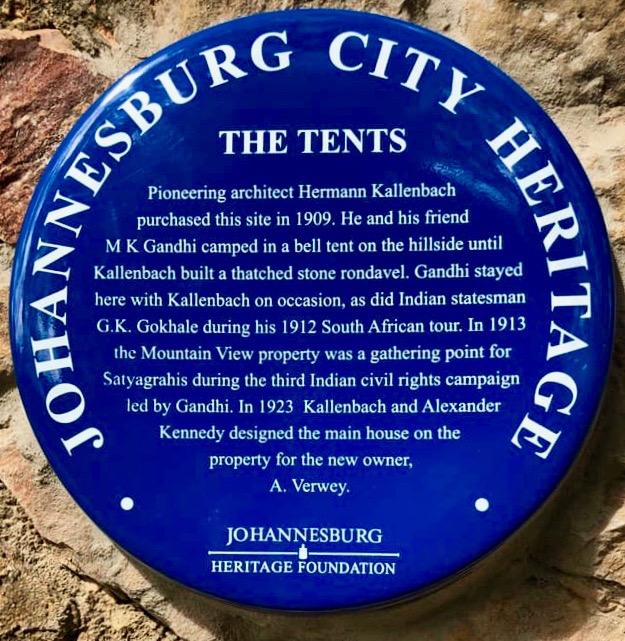 JOHANNESBURG CITY HERITAGE
THE TENTS
Pioneering architect Hermann Kallenbach
purchased this site in 1909. He and his friend
M K Gandhi camped in a bell tent on the hillside until
Kallenbach built a thatched stone rondavel. Gandhi stayed
here with Kallenbach on occasion, as did Indian statesman
G.K. Gokhale during his 1912 South African tour. In 1913
the Mountain View property was a gathering point for
Satyagrahis during the third Indian civil rights campaign
led by Gandhi. In 1923 Kallenbach and Alexander
Kennedy designed the main house on the
property for the new owner,
A. Verwey.
JOHANNESBURG
HERITAGE FOUNDATION